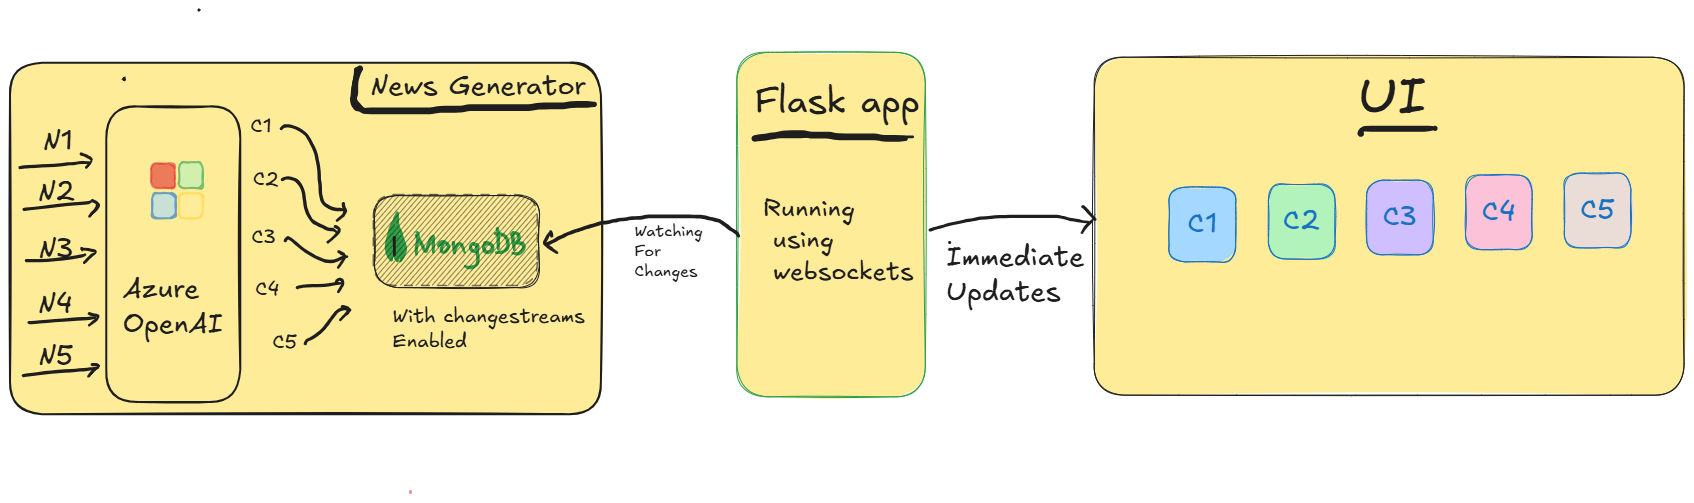 News Generator
N1
N2
N3
N4
N5
Azure
OpenAI
C1
C2
C3
C4
C5
MongoDB
With changestreams
Enabled
Watching
For
Changes
Flask app
Running
using
websockets
immediate
Updates
UI
C1
C2
C3
C4
C5